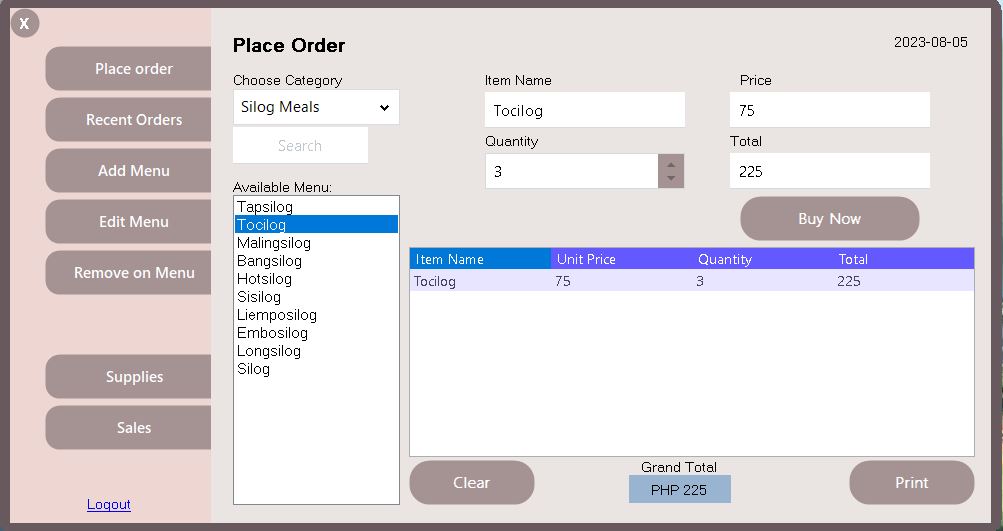 X
Place order
Recent Orders
Add Menu
Edit Menu
Remove on Menu
Supplies
Sales
Logout
Place Order
2023-08-05
Choose Category
Silog Meals
Search
Available Menu:
Tapsilog
Tocilog
Malingsilog
Bangsilog
Hotsilog
Sisilog
Liemposilog
Embosilog
Longsilog
Silog
Item Name
Tocilog
Price
75
Quantity
3
Total
225
Buy Now
Item Name Unit Price Quantity Total
Tocilog 75 3 225
Clear
Grand Total
PHP 225
Print